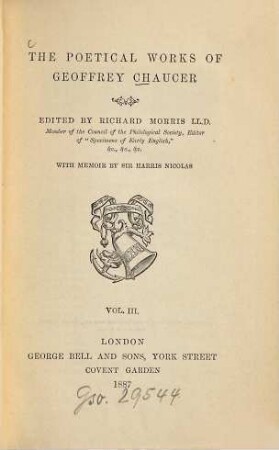 THE POETICAL WORKS OF
GEOFFREY CHAUCER
EDITED BY RICHARD MORRIS LL.D.
Member of the Council of the Philological Society, Editor
of "Specimens of Early English,"
&c., &c., &c.
WITH MEMOIR BY SIR HARRIS NICOLAS
VOL. III.
LONDON
GEORGE BELL AND SONS, YORK STREET
COVENT GARDEN
1887
Gso. 29544